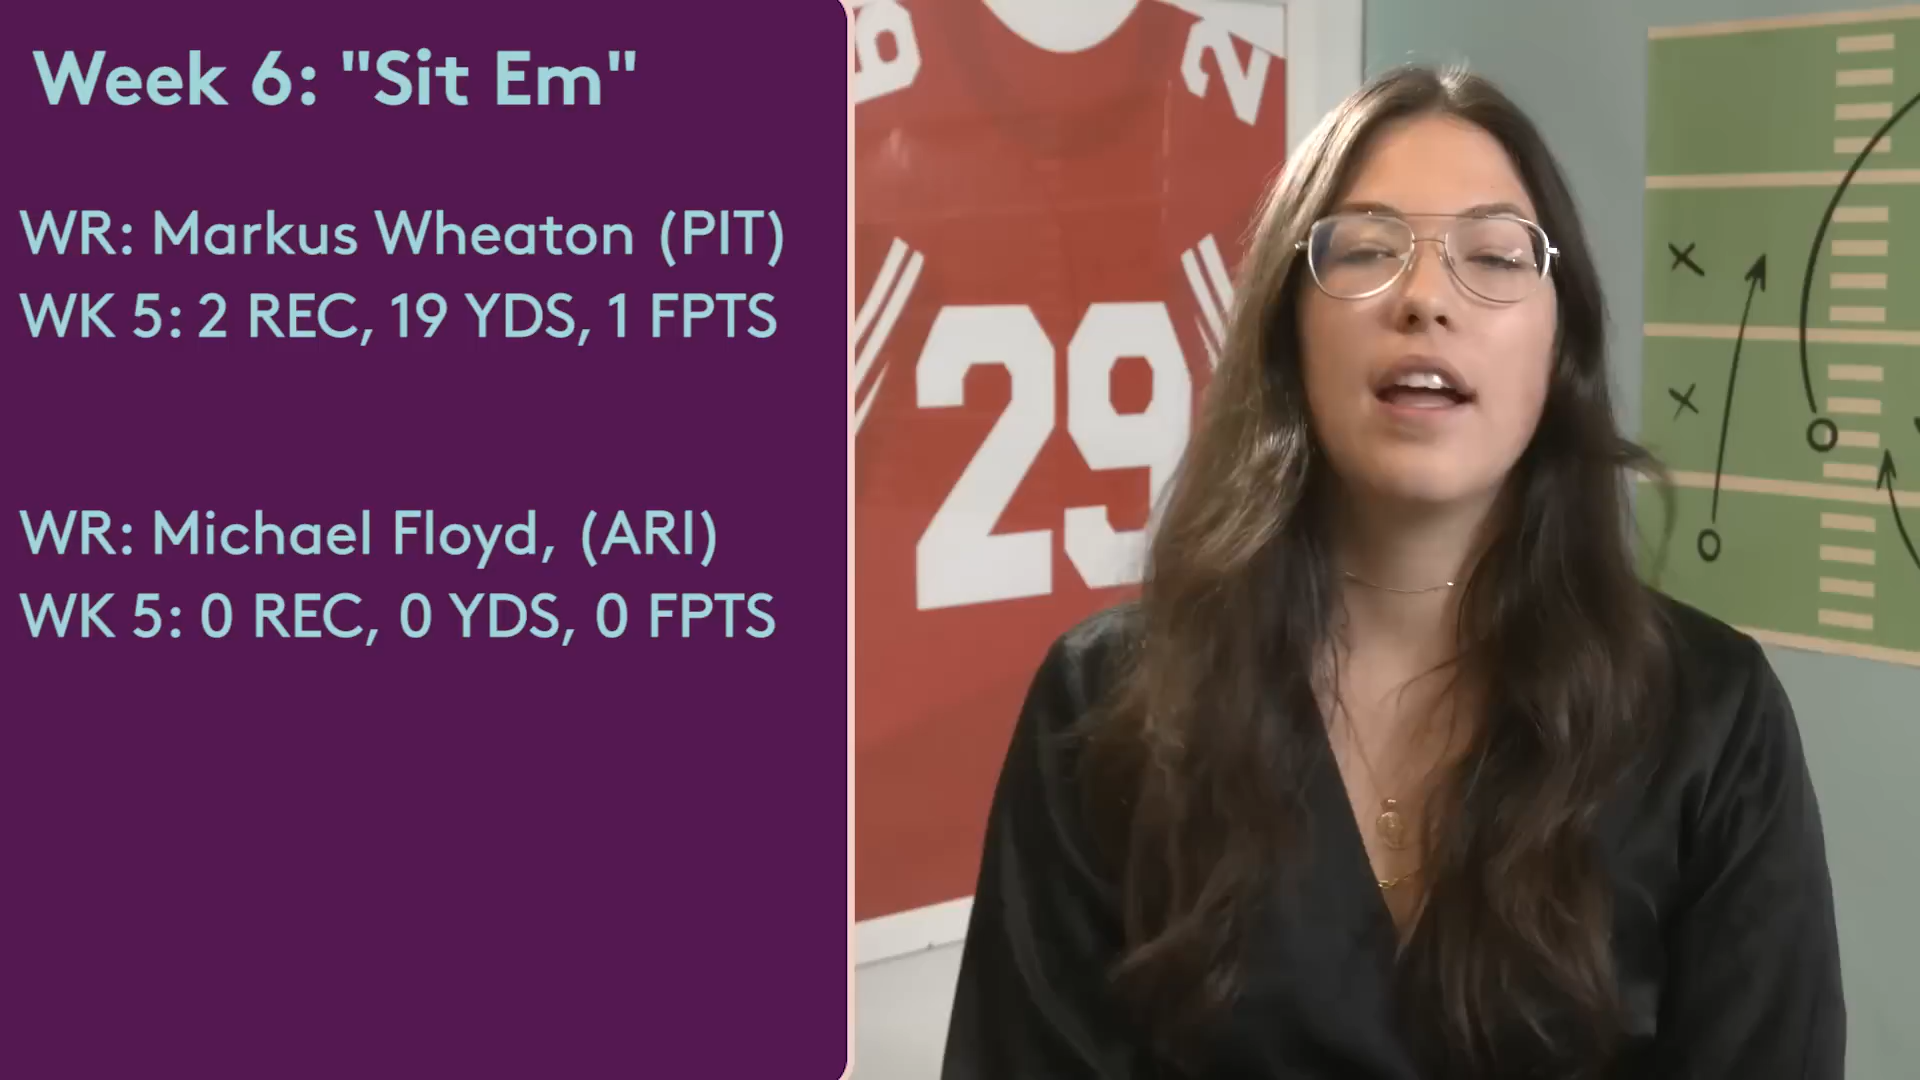 Week 6: "Sit Em"
WR: Markus Wheaton (PIT)
WK 5: 2 REC, 19 YDS, 1 FPTS
WR: Michael Floyd, (ARI)
WK 5: 0 REC, 0 YDS, 0 FPTS
29